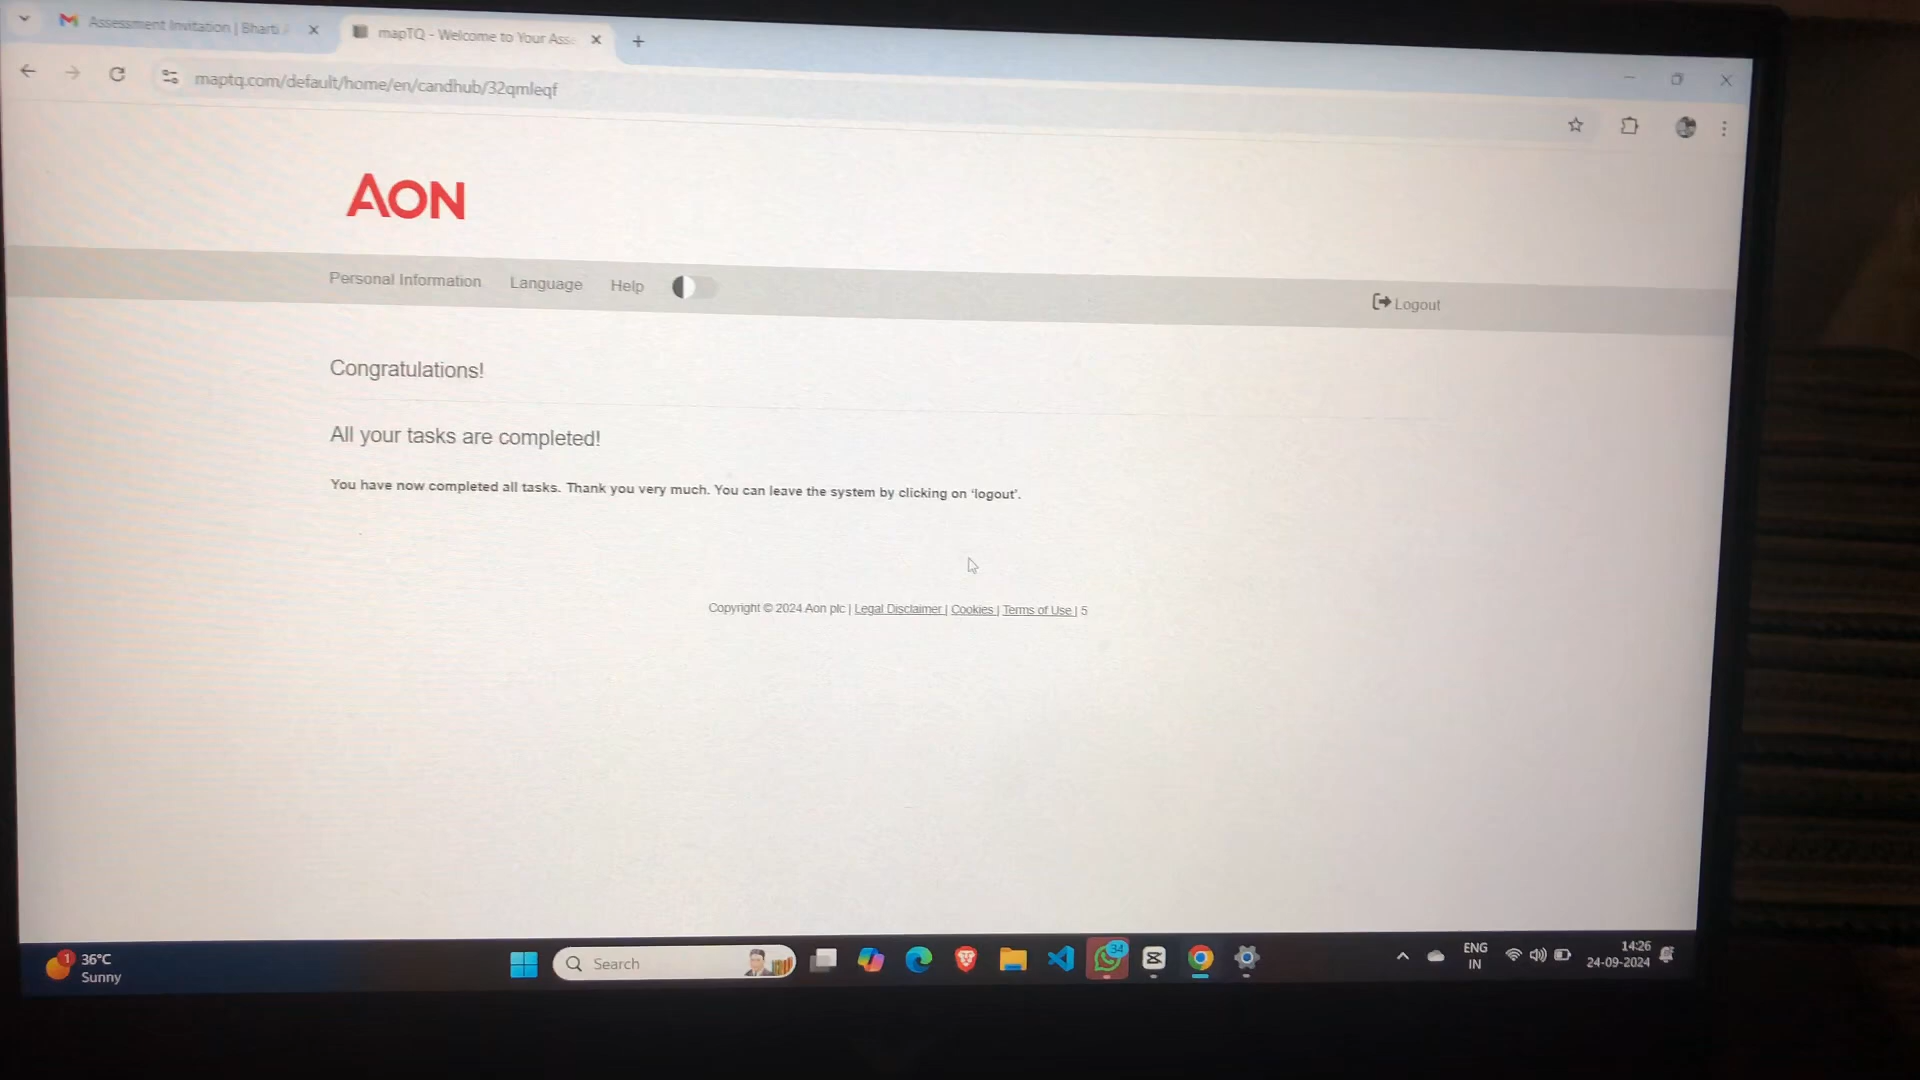 Assessment Invitation | Bharti
mapTQ - Welcome to Your Asse
maptq.com/default/home/en/candhub/32qmleqf
AON
Personal Information Language Help Logout
Congratulations!
All your tasks are completed!
You have now completed all tasks. Thank you very much. You can leave the system by clicking on ‘logout’.
Copyright © 2024 Aon plc | Legal Disclaimer | Cookies | Terms of Use | 5
1 36°C
Sunny
Search
34
ENG
IN
14:26
24-09-2024